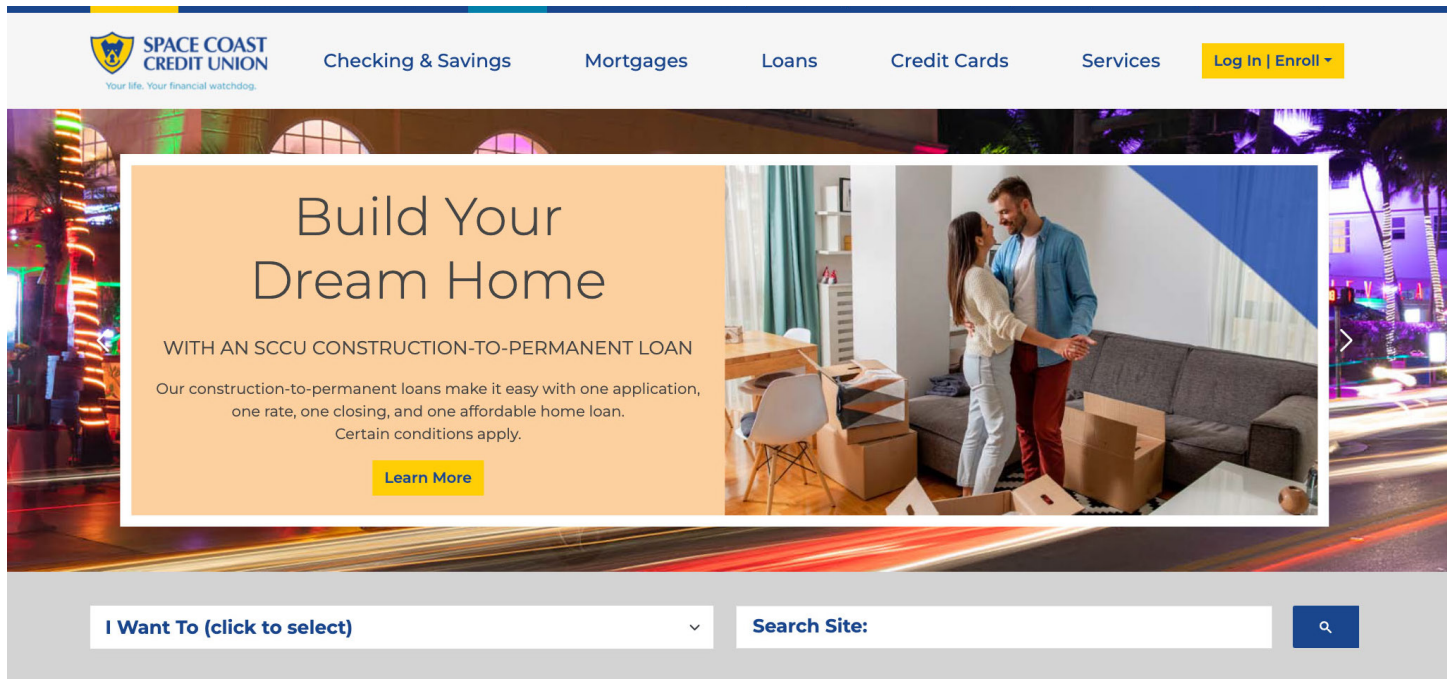 SPACE COAST
CREDIT UNION
Your life. Your financial watchdog.
Checking & Savings
Mortgages
Loans
Credit Cards
Services
Log In | Enroll
Build Your
Dream Home
WITH AN SCCU CONSTRUCTION-TO-PERMANENT LOAN
Our construction-to-permanent loans make it easy with one application,
one rate, one closing, and one affordable home loan.
Certain conditions apply.
Learn More
I Want To (click to select)
Search Site: